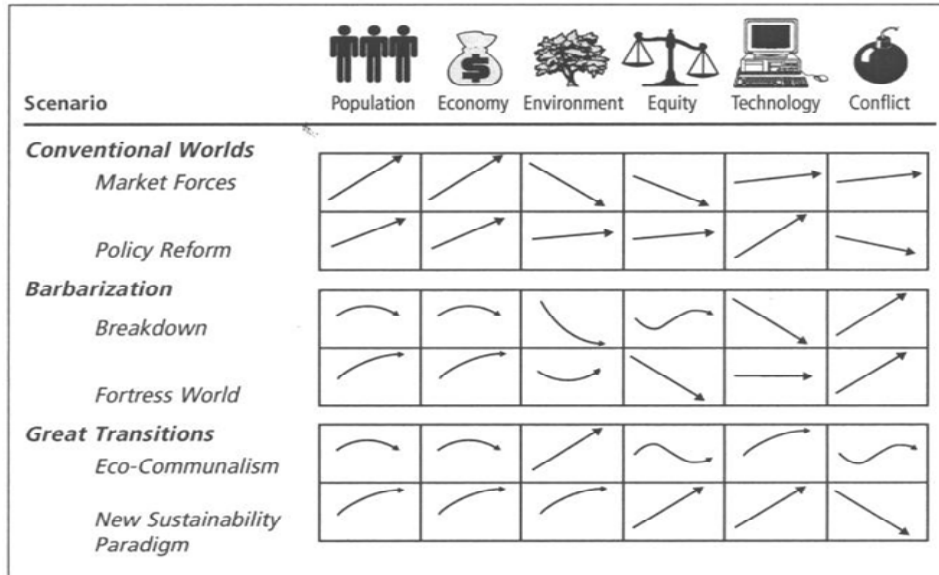 Scenario Population Economy Environment Equity Technology Conflict
Conventional Worlds
Market Forces
Policy Reform
Barbarization
Breakdown
Fortress World
Great Transitions
Eco-Communalism
New Sustainability
Paradigm